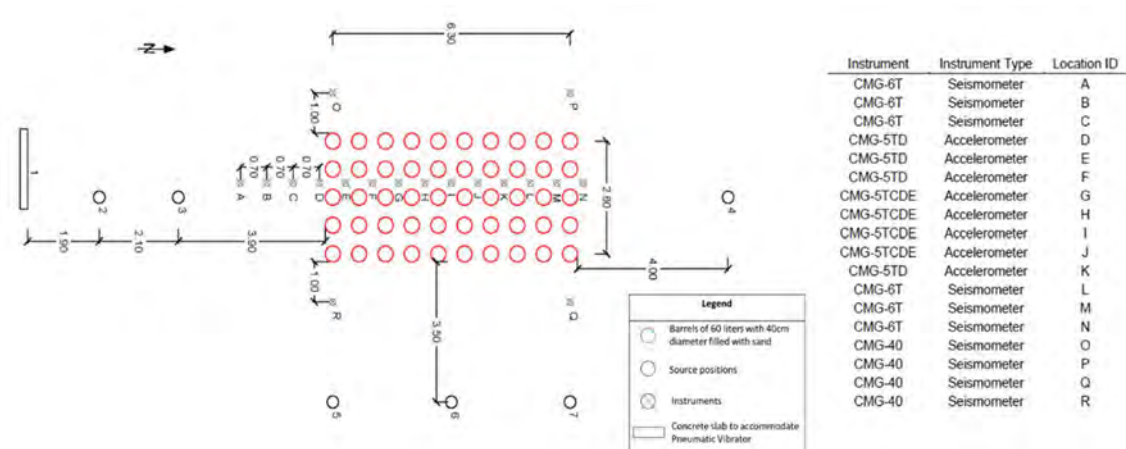 6.30
N
1.00
O
P
1
2
3
0.70
0.70
0.70
A
B
C
D
E
F
G
H
I
J
K
L
M
N
2.80
4
1.90
2.10
3.90
1.00
R
3.50
Q
4.00
5
6
7
Legend
Barrels of 60 liters with 40cm
diameter filled with sand
Source positions
Instruments
Concrete slab to accommodate
Pneumatic Vibrator
Instrument Instrument Type Location ID
CMG-6T Seismometer A
CMG-6T Seismometer B
CMG-6T Seismometer C
CMG-5TD Accelerometer D
CMG-5TD Accelerometer E
CMG-5TD Accelerometer F
CMG-5TCDE Accelerometer G
CMG-5TCDE Accelerometer H
CMG-5TCDE Accelerometer I
CMG-5TCDE Accelerometer J
CMG-5TD Accelerometer K
CMG-6T Seismometer L
CMG-6T Seismometer M
CMG-6T Seismometer N
CMG-40 Seismometer O
CMG-40 Seismometer P
CMG-40 Seismometer Q
CMG-40 Seismometer R